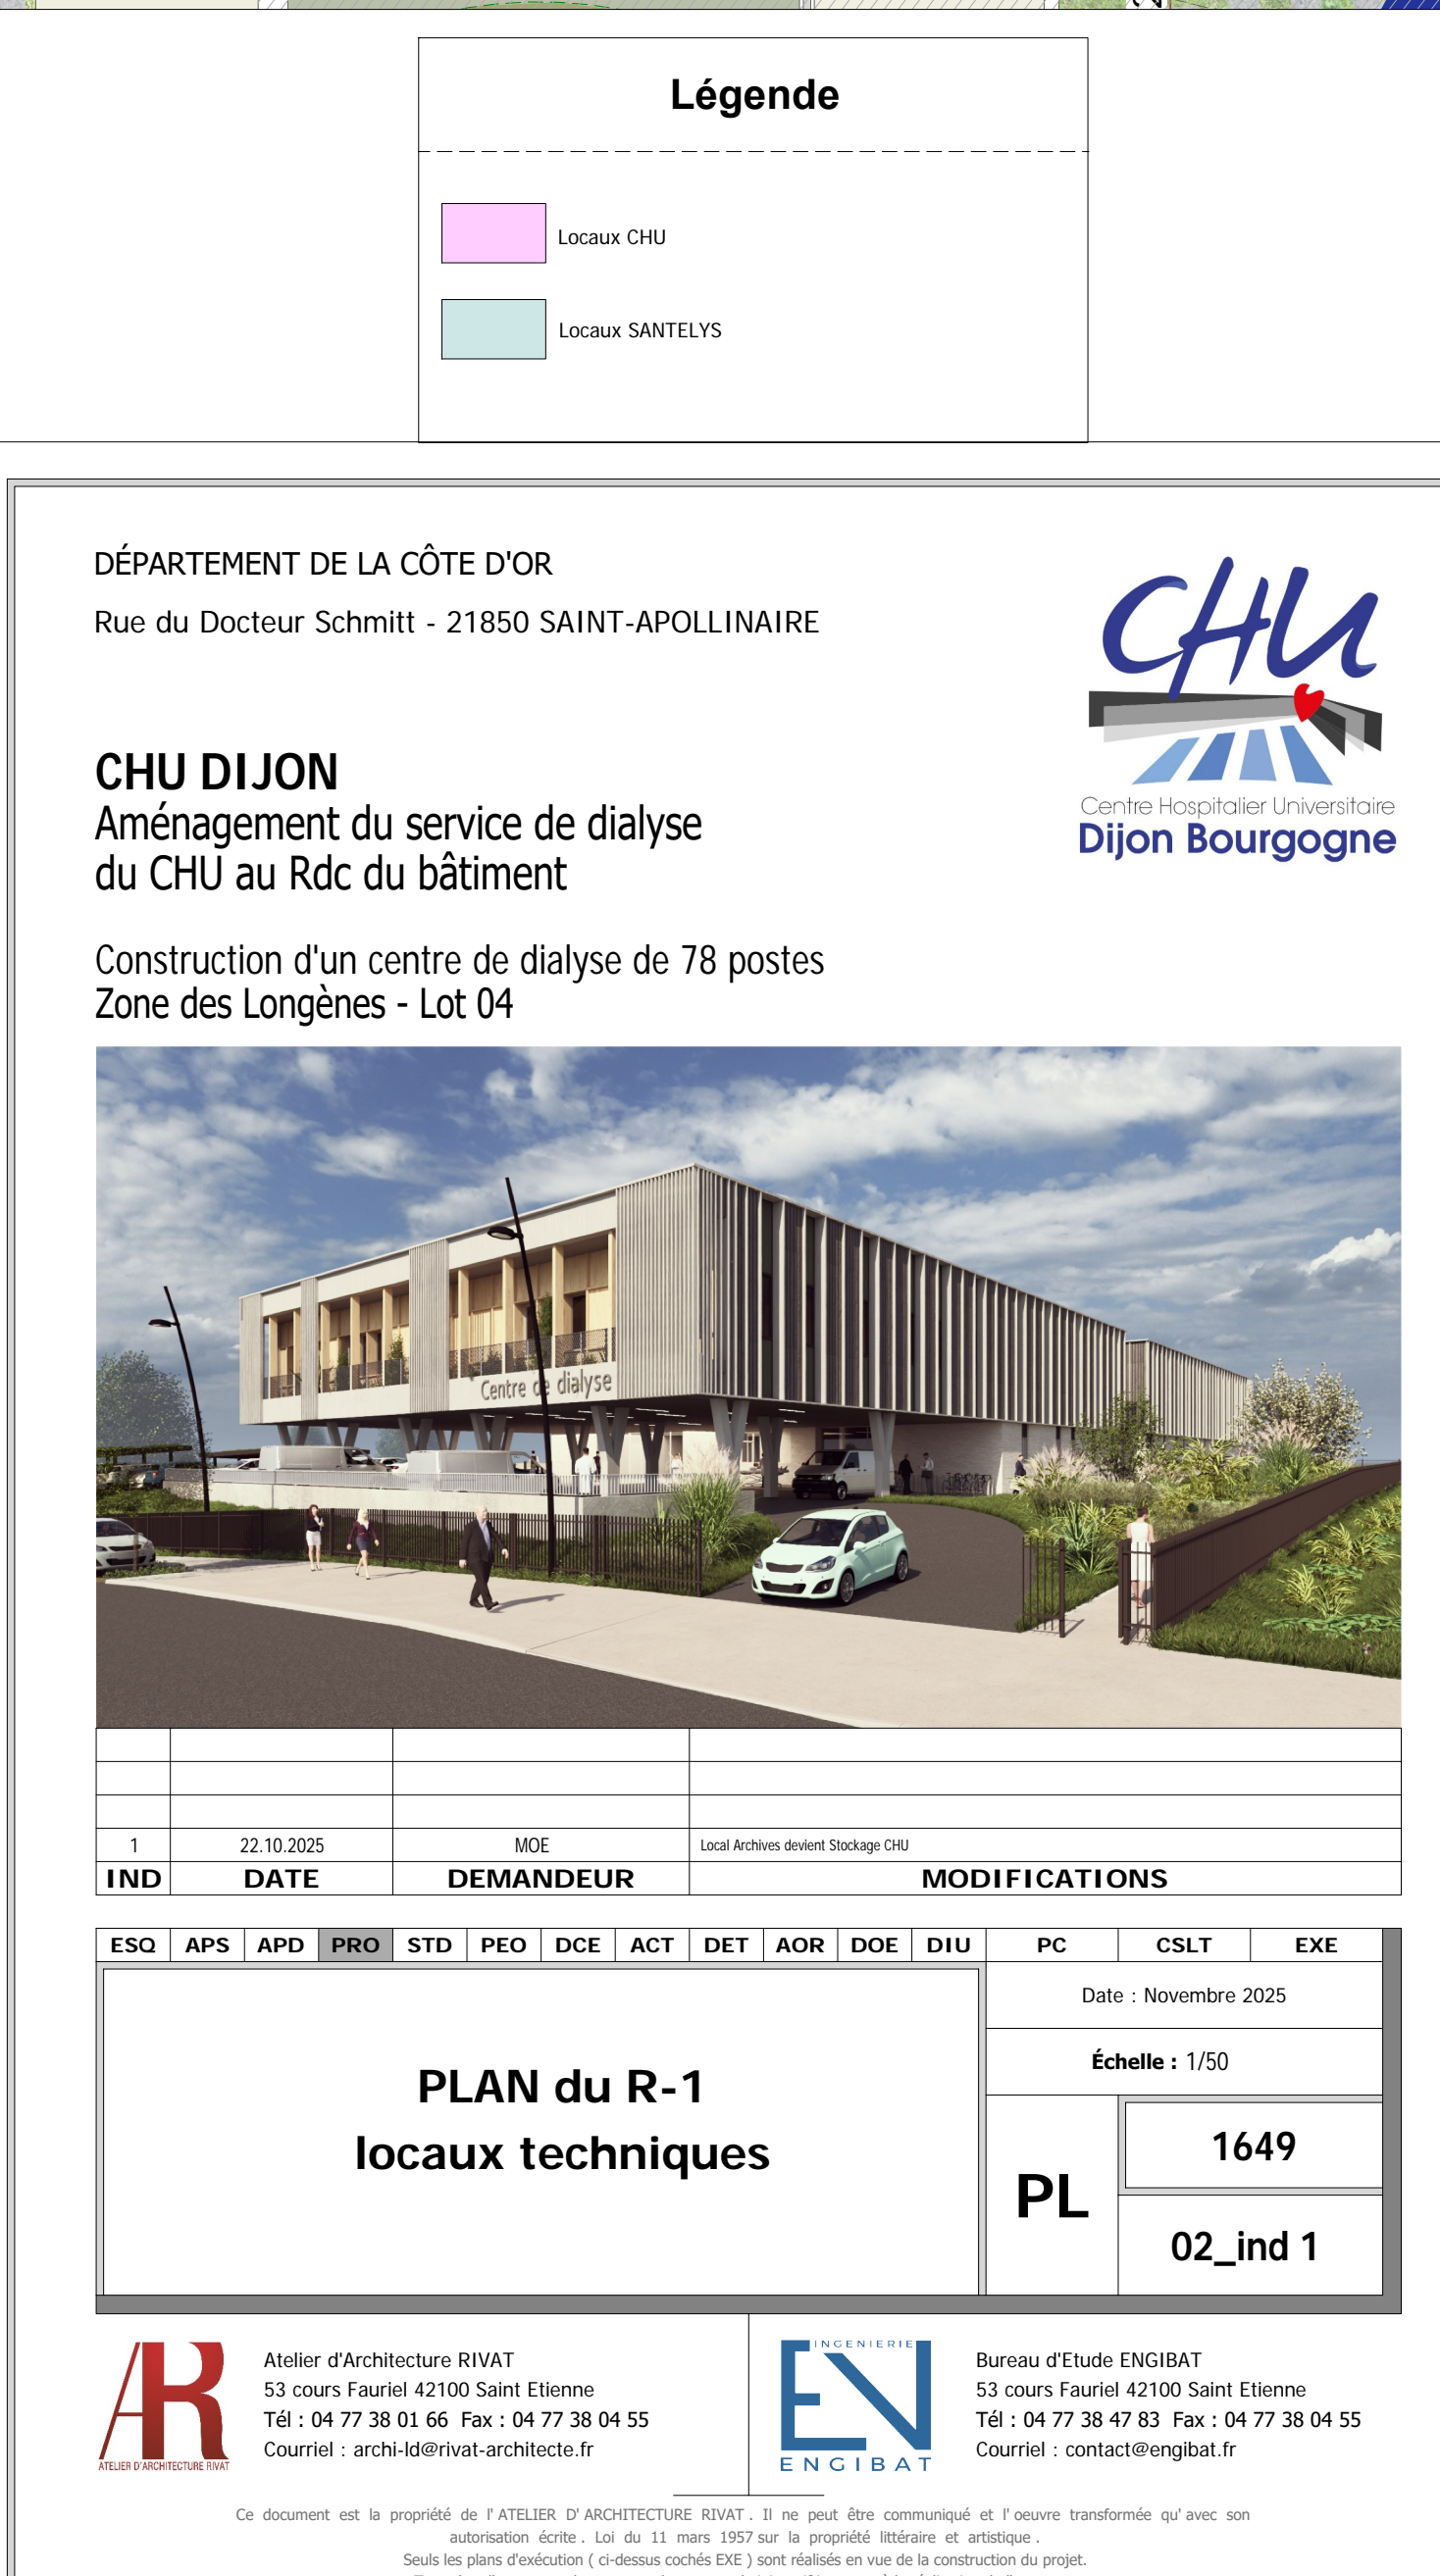 Légende
Locaux CHU
Locaux SANTELYS
DÉPARTEMENT DE LA CÔTE D'OR
Rue du Docteur Schmitt - 21850 SAINT-APOLLINAIRE
CHU
Centre Hospitalier Universitaire
Dijon Bourgogne
CHU DIJON
Aménagement du service de dialyse
du CHU au Rdc du bâtiment
Construction d'un centre de dialyse de 78 postes
Zone des Longènes - Lot 04
Centre de dialyse
1 22.10.2025 MOE Local Archives devient Stockage CHU
IND DATE DEMANDEUR MODIFICATIONS
ESQ APS APD PRO STD PEO DCE ACT DET AOR DOE DIU PC CSLT EXE
Date : Novembre 2025
Échelle : 1/50
PLAN du R-1
locaux techniques
PL
1649
02_ind 1
AR
ATELIER D'ARCHITECTURE RIVAT
Atelier d'Architecture RIVAT
53 cours Fauriel 42100 Saint Etienne
Tél : 04 77 38 01 66 Fax : 04 77 38 04 55
Courriel : archi-ld@rivat-architecte.fr
INGENIERIE
EN
ENGIBAT
Bureau d'Etude ENGIBAT
53 cours Fauriel 42100 Saint Etienne
Tél : 04 77 38 47 83 Fax : 04 77 38 04 55
Courriel : contact@engibat.fr
Ce document est la propriété de l' ATELIER D' ARCHITECTURE RIVAT . Il ne peut être communiqué et l' oeuvre transformée qu' avec son
autorisation écrite . Loi du 11 mars 1957 sur la propriété littéraire et artistique .
Seuls les plans d'exécution ( ci-dessus cochés EXE ) sont réalisés en vue de la construction du projet.